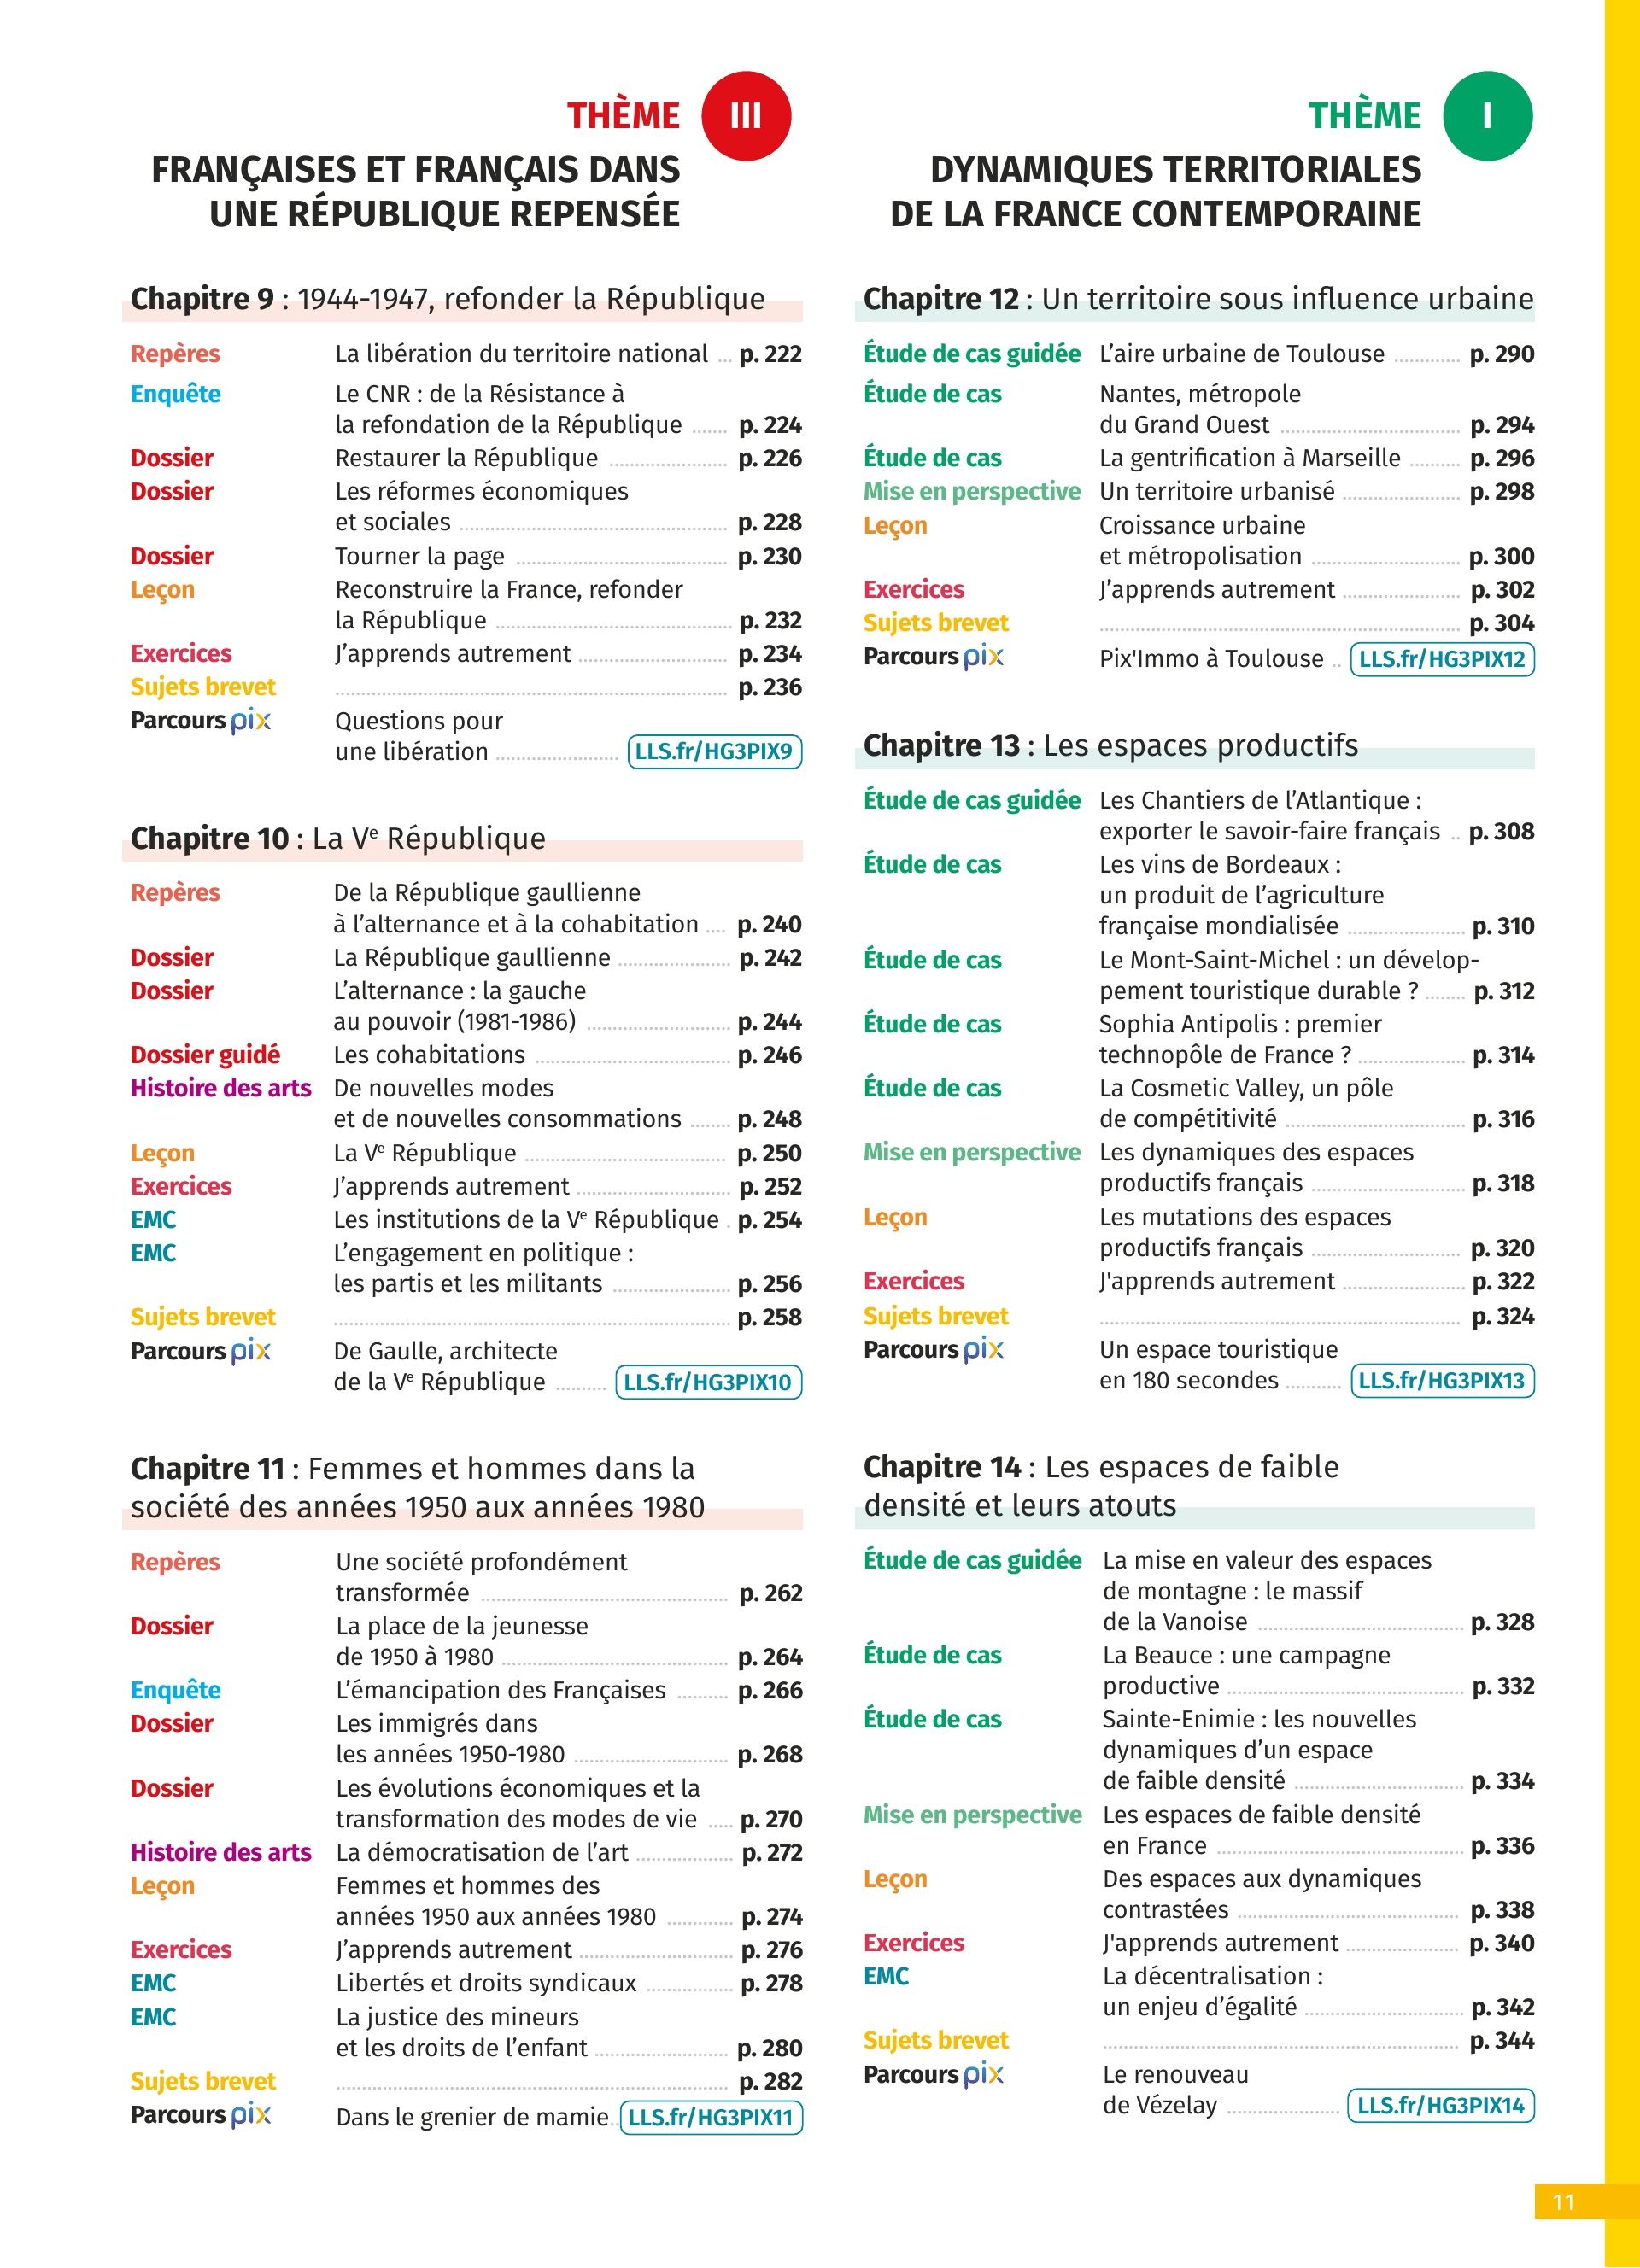 THÈME III
FRANÇAISES ET FRANÇAIS DANS
UNE RÉPUBLIQUE REPENSÉE
Chapitre 9 : 1944-1947, refonder la République
Repères La libération du territoire national ... p. 222
Enquête Le CNR : de la Résistance à
la refondation de la République ....... p. 224
Dossier Restaurer la République ....................... p. 226
Dossier Les réformes économiques
et sociales ..................................................... p. 228
Dossier Tourner la page .......................................... p. 230
Leçon Reconstruire la France, refonder
la République ............................................... p. 232
Exercices J’apprends autrement .............................. p. 234
Sujets brevet .............................................................................. p. 236
Parcours pix Questions pour
une libération ........................ LLS.fr/HG3PIX9
Chapitre 10 : La Vᵉ République
Repères De la République gaullienne
à l’alternance et à la cohabitation .... p. 240
Dossier La République gaullienne ...................... p. 242
Dossier L’alternance : la gauche
au pouvoir (1981-1986) ............................ p. 244
Dossier guidé Les cohabitations ....................................... p. 246
Histoire des arts De nouvelles modes
et de nouvelles consommations ........ p. 248
Leçon La Vᵉ République ........................................ p. 250
Exercices J’apprends autrement .............................. p. 252
EMC Les institutions de la Vᵉ République . p. 254
EMC L’engagement en politique :
les partis et les militants ....................... p. 256
Sujets brevet .............................................................................. p. 258
Parcours pix De Gaulle, architecte
de la Vᵉ République .......... LLS.fr/HG3PIX10
Chapitre 11 : Femmes et hommes dans la
société des années 1950 aux années 1980
Repères Une société profondément
transformée ................................................. p. 262
Dossier La place de la jeunesse
de 1950 à 1980 ............................................. p. 264
Enquête L’émancipation des Françaises .......... p. 266
Dossier Les immigrés dans
les années 1950-1980 ............................... p. 268
Dossier Les évolutions économiques et la
transformation des modes de vie ..... p. 270
Histoire des arts La démocratisation de l’art ................... p. 272
Leçon Femmes et hommes des
années 1950 aux années 1980 ............. p. 274
Exercices J’apprends autrement .............................. p. 276
EMC Libertés et droits syndicaux ................. p. 278
EMC La justice des mineurs
et les droits de l’enfant .......................... p. 280
Sujets brevet .............................................................................. p. 282
Parcours pix Dans le grenier de mamie .. LLS.fr/HG3PIX11
THÈME I
DYNAMIQUES TERRITORIALES
DE LA FRANCE CONTEMPORAINE
Chapitre 12 : Un territoire sous influence urbaine
Étude de cas guidée L’aire urbaine de Toulouse ............. p. 290
Étude de cas Nantes, métropole
du Grand Ouest .................................... p. 294
Étude de cas La gentrification à Marseille .......... p. 296
Mise en perspective Un territoire urbanisé ....................... p. 298
Leçon Croissance urbaine
et métropolisation .............................. p. 300
Exercices J’apprends autrement ....................... p. 302
Sujets brevet ........................................................................ p. 304
Parcours pix Pix'Immo à Toulouse .. LLS.fr/HG3PIX12
Chapitre 13 : Les espaces productifs
Étude de cas guidée Les Chantiers de l’Atlantique :
exporter le savoir-faire français .. p. 308
Étude de cas Les vins de Bordeaux :
un produit de l’agriculture
française mondialisée ....................... p. 310
Étude de cas Le Mont-Saint-Michel : un dévelop-
pement touristique durable ? ........ p. 312
Étude de cas Sophia Antipolis : premier
technopôle de France ? ..................... p. 314
Étude de cas La Cosmetic Valley, un pôle
de compétitivité .................................... p. 316
Mise en perspective Les dynamiques des espaces
productifs français .............................. p. 318
Leçon Les mutations des espaces
productifs français .............................. p. 320
Exercices J'apprends autrement ........................ p. 322
Sujets brevet ........................................................................ p. 324
Parcours pix Un espace touristique
en 180 secondes ........... LLS.fr/HG3PIX13
Chapitre 14 : Les espaces de faible
densité et leurs atouts
Étude de cas guidée La mise en valeur des espaces
de montagne : le massif
de la Vanoise ......................................... p. 328
Étude de cas La Beauce : une campagne
productive ............................................... p. 332
Étude de cas Sainte-Enimie : les nouvelles
dynamiques d’un espace
de faible densité .................................. p. 334
Mise en perspective Les espaces de faible densité
en France ................................................. p. 336
Leçon Des espaces aux dynamiques
contrastées ............................................ p. 338
Exercices J'apprends autrement ...................... p. 340
EMC La décentralisation :
un enjeu d’égalité ............................... p. 342
Sujets brevet ....................................................................... p. 344
Parcours pix Le renouveau
de Vézelay ...................... LLS.fr/HG3PIX14
11